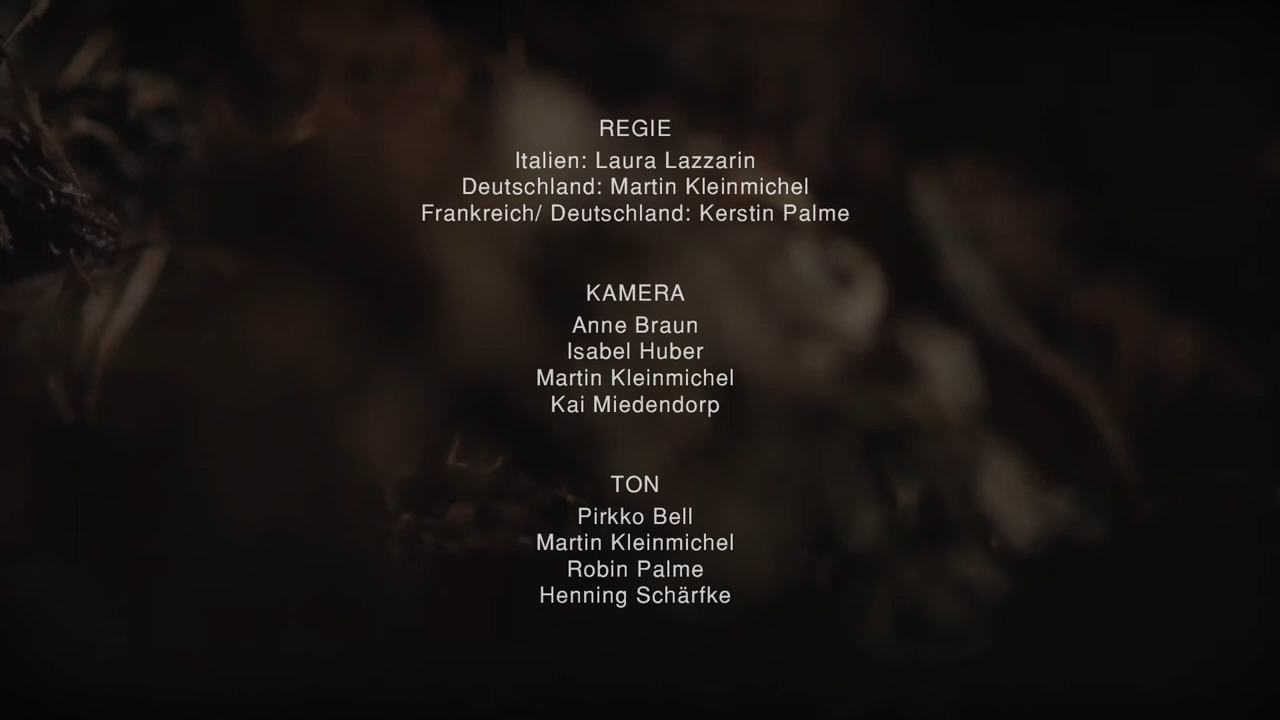 REGIE
Italien: Laura Lazzarin
Deutschland: Martin Kleinmichel
Frankreich/ Deutschland: Kerstin Palme
KAMERA
Anne Braun
Isabel Huber
Martin Kleinmichel
Kai Miedendorp
TON
Pirkko Bell
Martin Kleinmichel
Robin Palme
Henning Schärfke